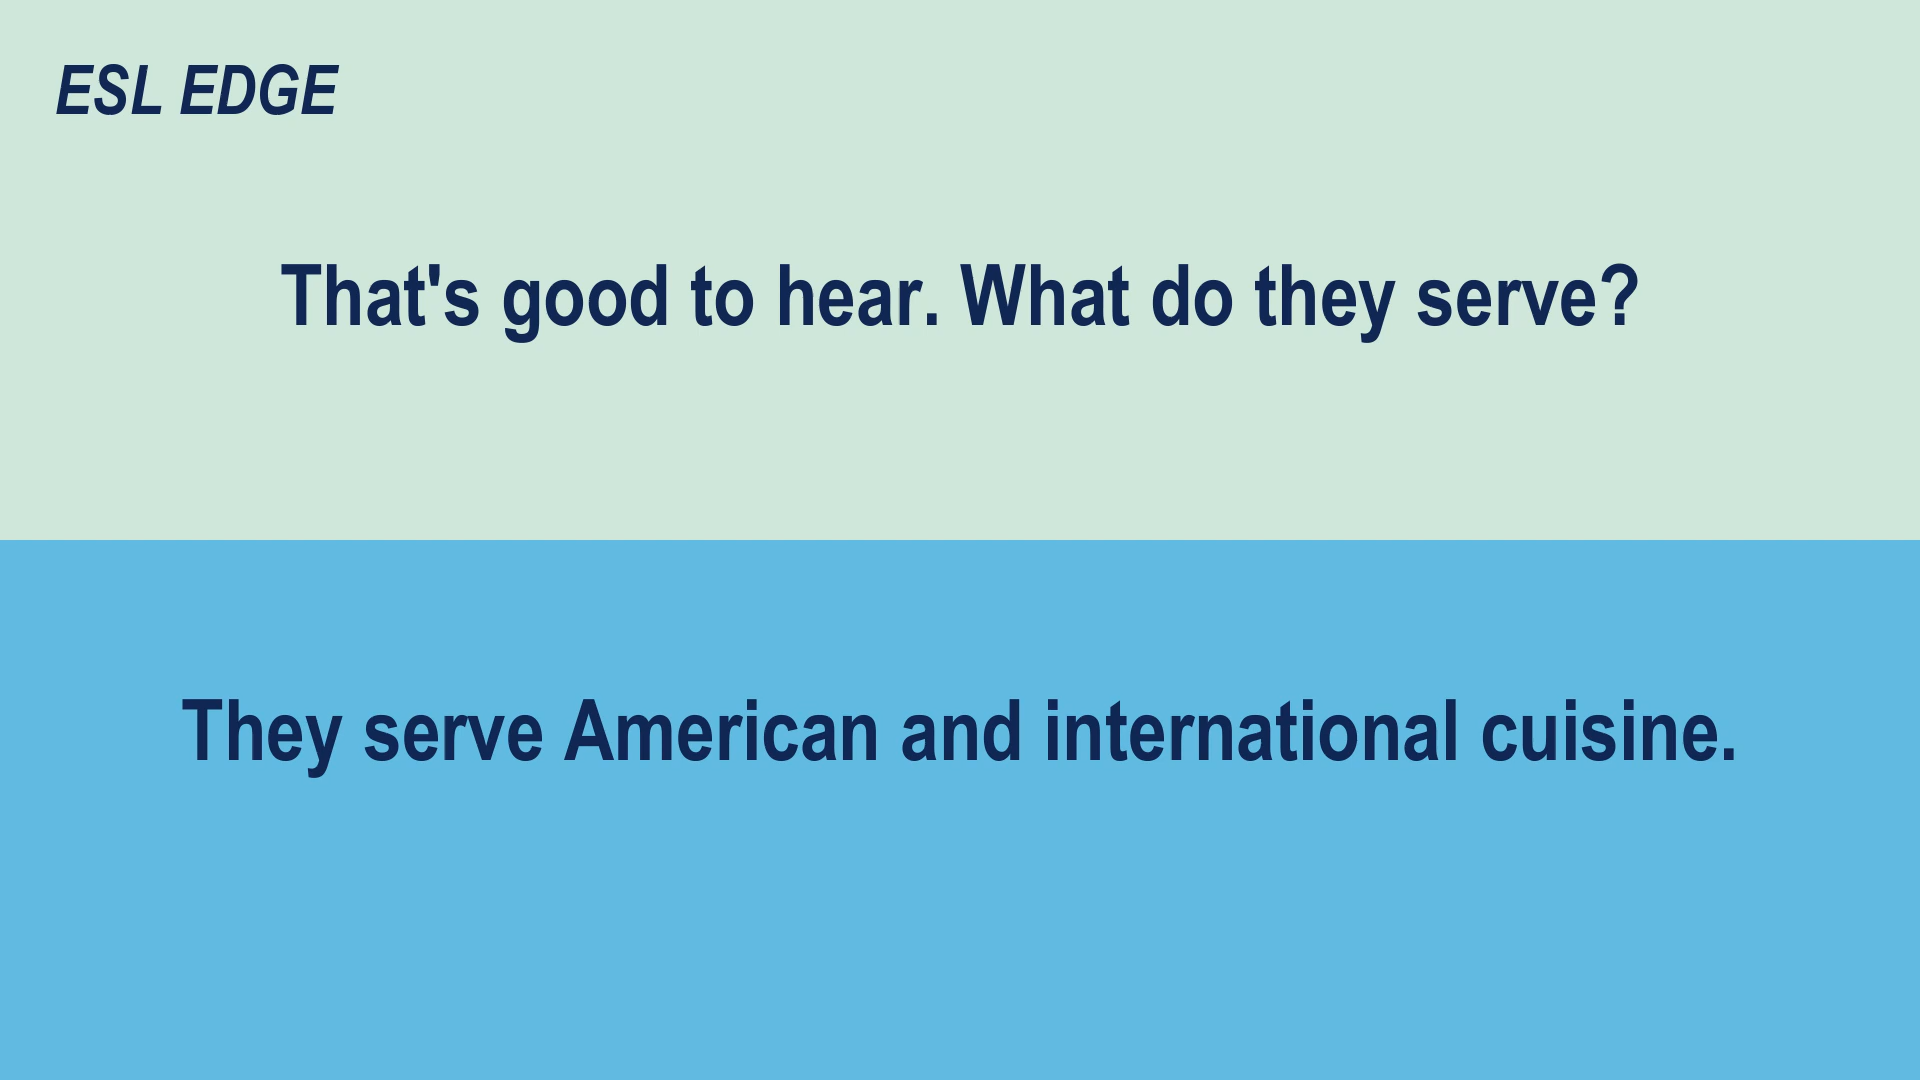 ESL EDGE
That's good to hear. What do they serve?
They serve American and international cuisine.